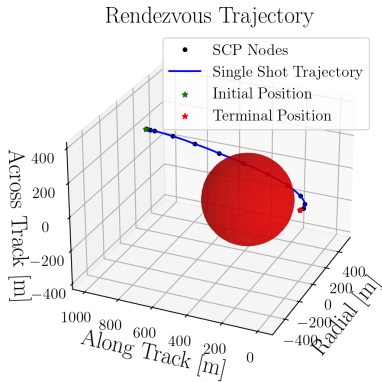 Rendezvous Trajectory
SCP Nodes
Single Shot Trajectory
Initial Position
Terminal Position
Across Track [m]
400
200
0
−200
−400
1000
800
600
400
200
0
Along Track [m]
400
200
0
−200
−400
Radial [m]